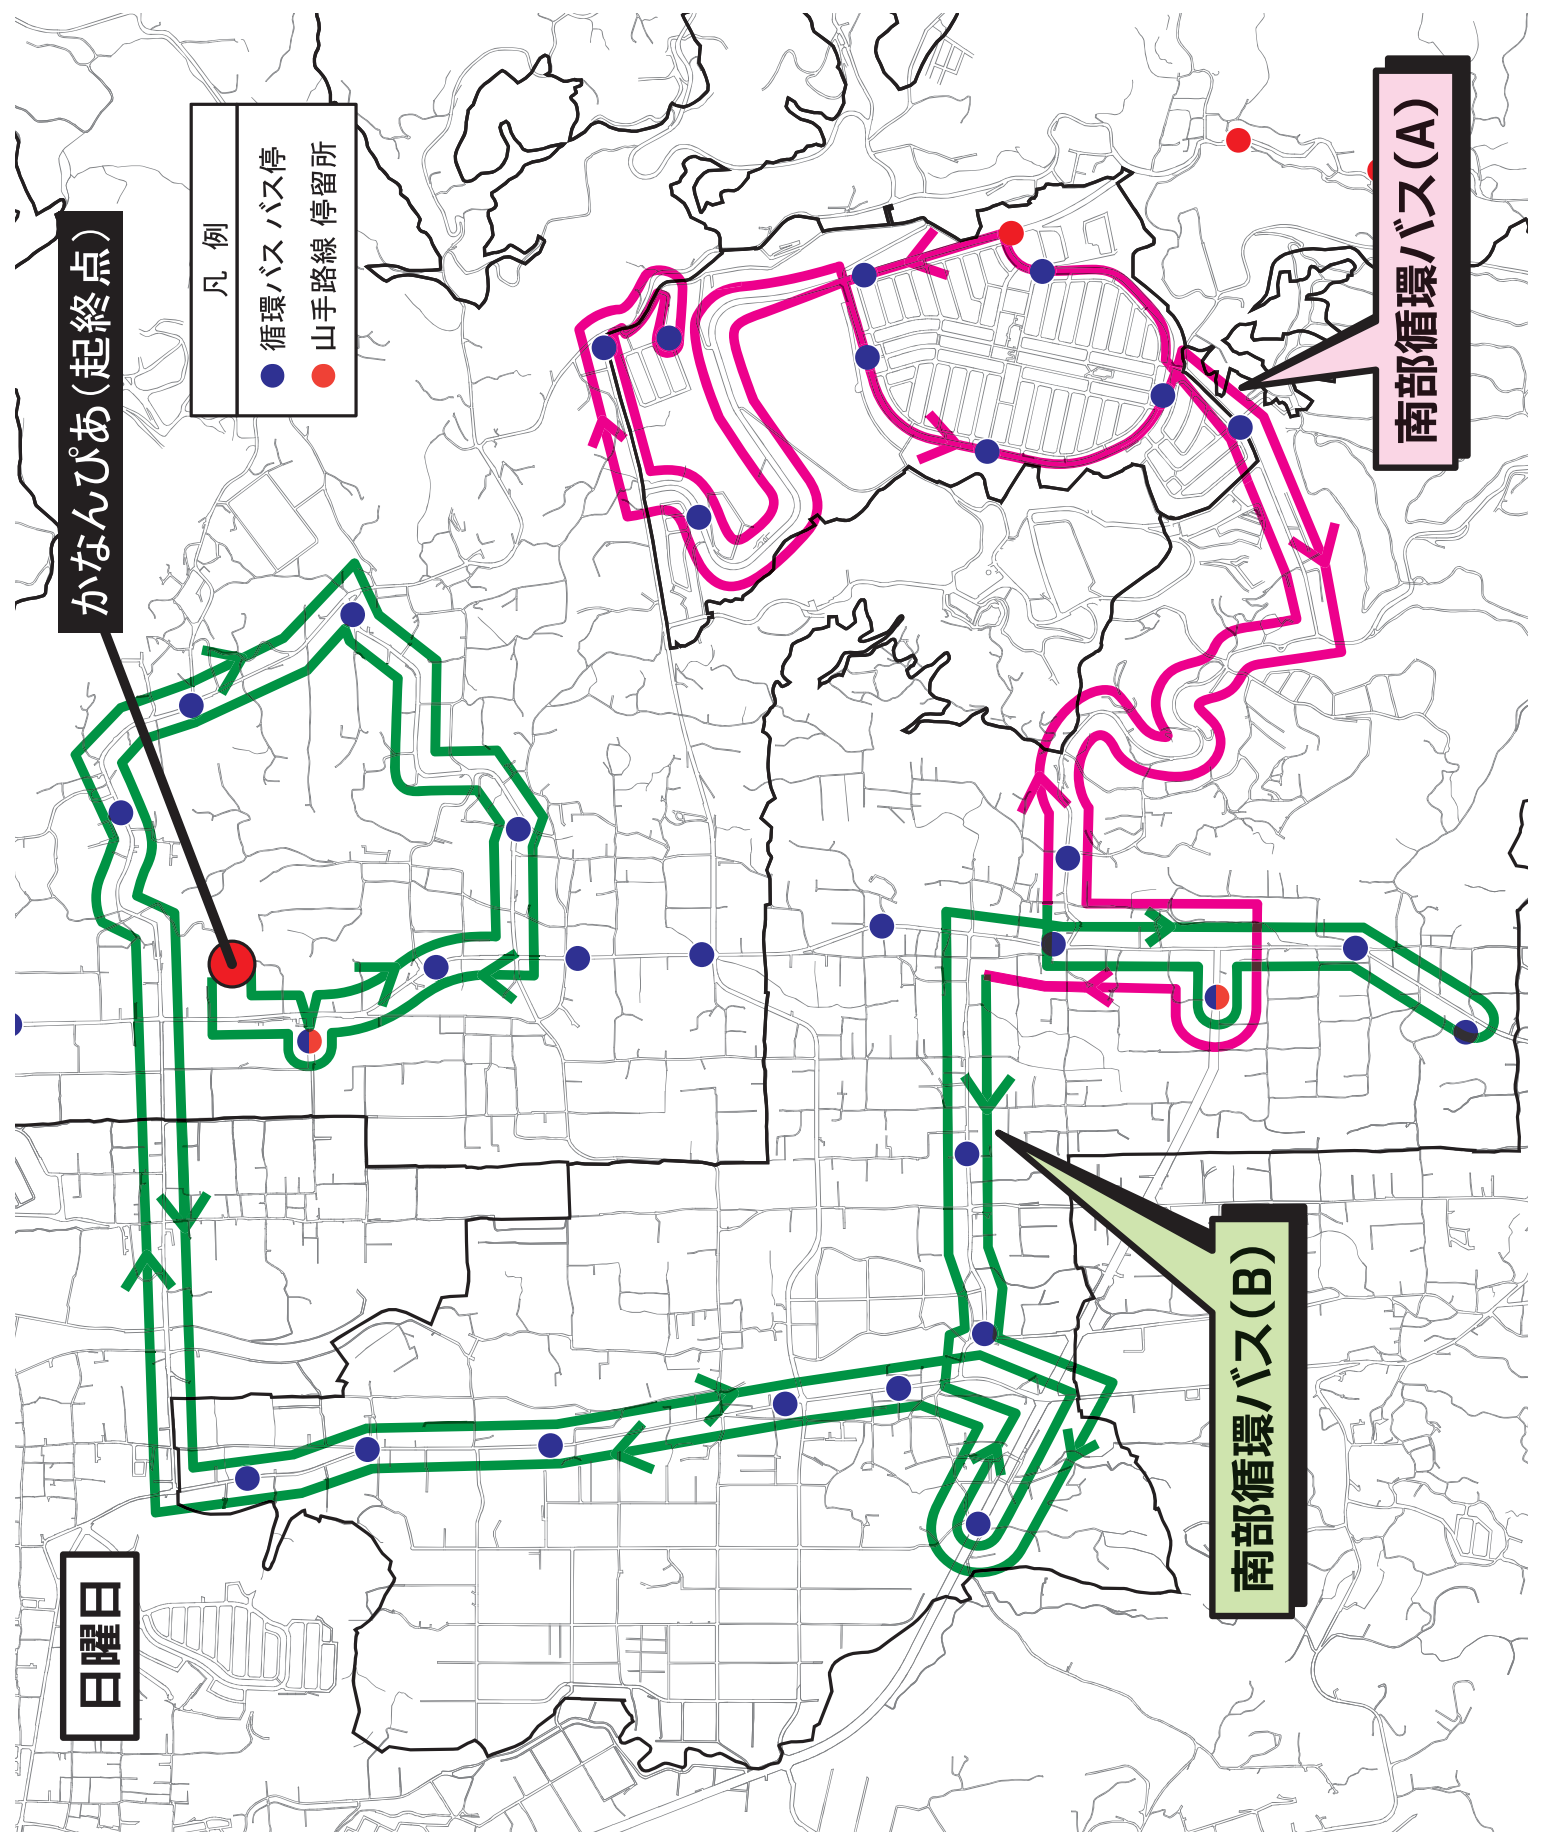 日曜日
かなんぴあ(起終点)
凡 例
循環バス バス停
山手路線 停留所
南部循環バス(A)
南部循環バス(B)